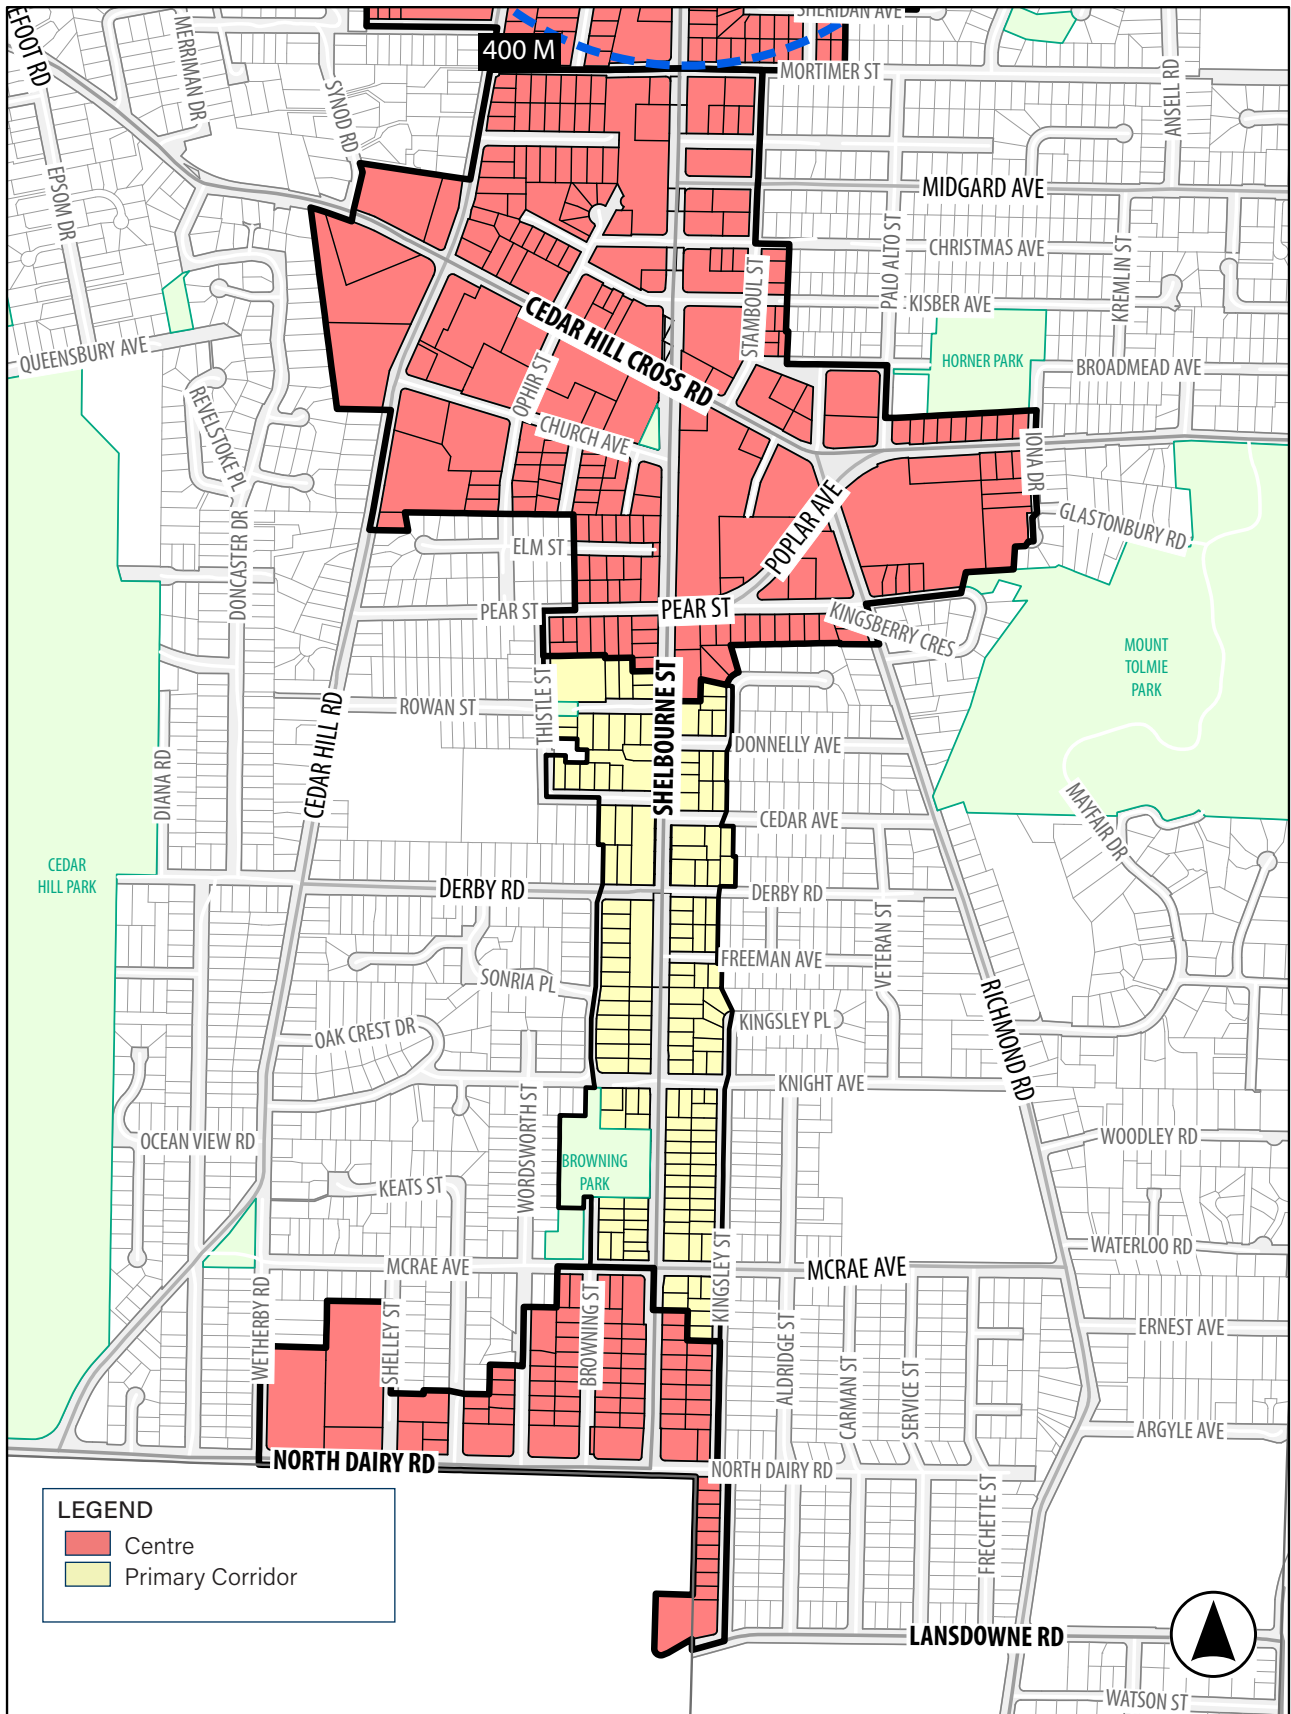 SHERIDAN AVE
EFOOT RD
MERRIMAN DR
400 M
MORTIMER ST
ANSELL RD
SYNOD RD
EPSOM DR
MIDGARD AVE
PALO ALTO ST
CHRISTMAS AVE
KREMLIN ST
STAMBOUL ST
KISBER AVE
CEDAR HILL CROSS RD
QUEENSBURY AVE
HORNER PARK
BROADMEAD AVE
OPHIR ST
REVELSTOKE PL
CHURCH AVE
IONA DR
POPLAR AVE
GLASTONBURY RD
DONCASTER DR
ELM ST
PEAR ST
PEAR ST
KINGSBERRY CRES
MOUNT
TOLMIE
PARK
THISTLE ST
SHELBOURNE ST
ROWAN ST
CEDAR HILL RD
DONNELLY AVE
DIANA RD
MAYFAIR DR
CEDAR AVE
CEDAR
HILL PARK
DERBY RD
DERBY RD
VETERAN ST
FREEMAN AVE
SONRIA PL
RICHMOND RD
OAK CREST DR
KINGSLEY PL
KNIGHT AVE
WORDSWORTH ST
OCEAN VIEW RD
WOODLEY RD
BROWNING
PARK
KEATS ST
KINGSLEY ST
WATERLOO RD
MCRAE AVE
MCRAE AVE
WETHERBY RD
SHELLEY ST
BROWNING ST
ALDRIDGE ST
CARMAN ST
SERVICE ST
ERNEST AVE
ARGYLE AVE
NORTH DAIRY RD
NORTH DAIRY RD
FRECHETTE ST
LEGEND
Centre
Primary Corridor
LANSDOWNE RD
WATSON ST